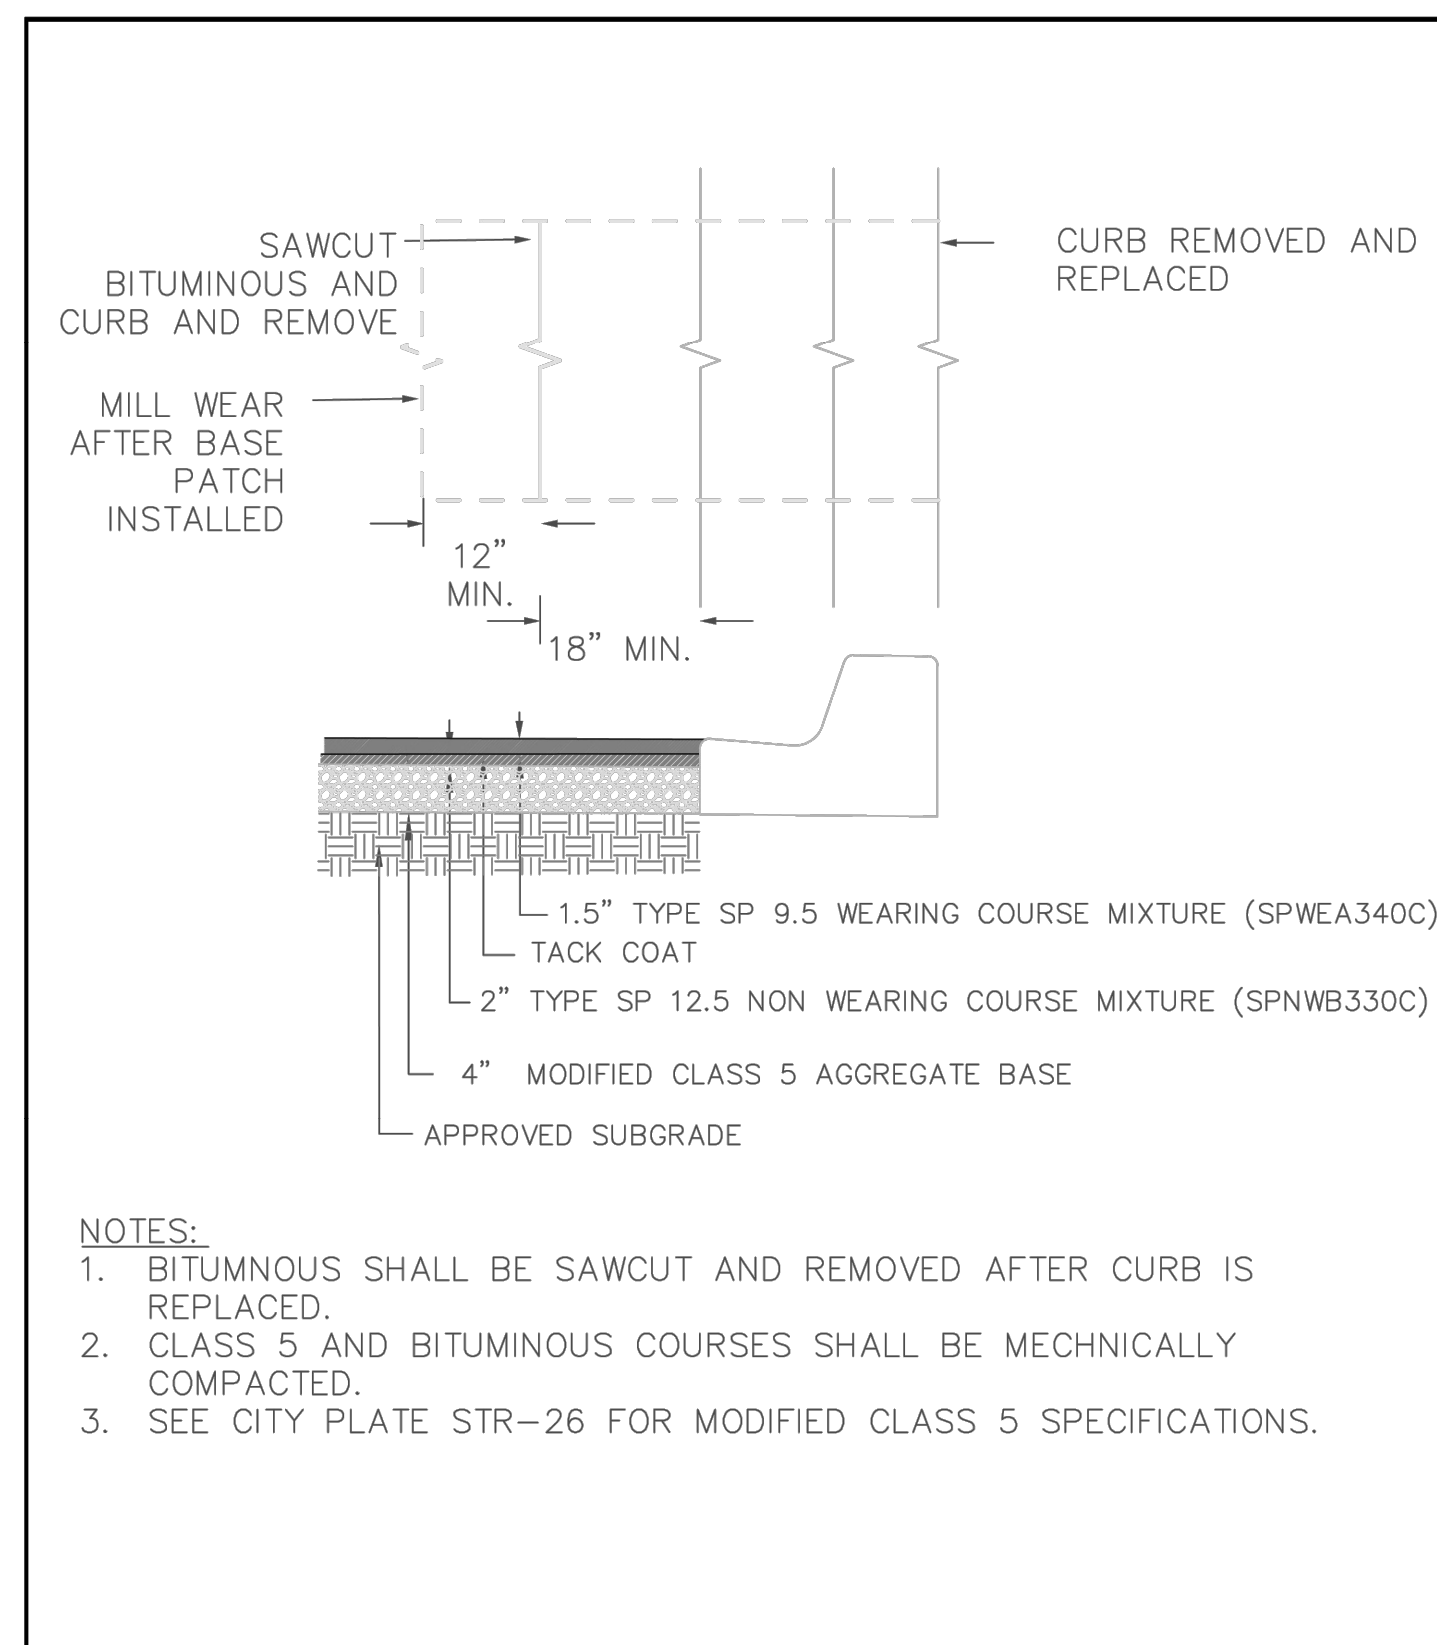 SAWCUT
BITUMINOUS AND
CURB AND REMOVE
CURB REMOVED AND
REPLACED
MILL WEAR
AFTER BASE
PATCH
INSTALLED
12”
MIN.
18” MIN.
1.5” TYPE SP 9.5 WEARING COURSE MIXTURE (SPWEA340C)
TACK COAT
2” TYPE SP 12.5 NON WEARING COURSE MIXTURE (SPNWB330C)
4” MODIFIED CLASS 5 AGGREGATE BASE
APPROVED SUBGRADE
NOTES:
1. BITUMNOUS SHALL BE SAWCUT AND REMOVED AFTER CURB IS
REPLACED.
2. CLASS 5 AND BITUMINOUS COURSES SHALL BE MECHNICALLY
COMPACTED.
3. SEE CITY PLATE STR–26 FOR MODIFIED CLASS 5 SPECIFICATIONS.